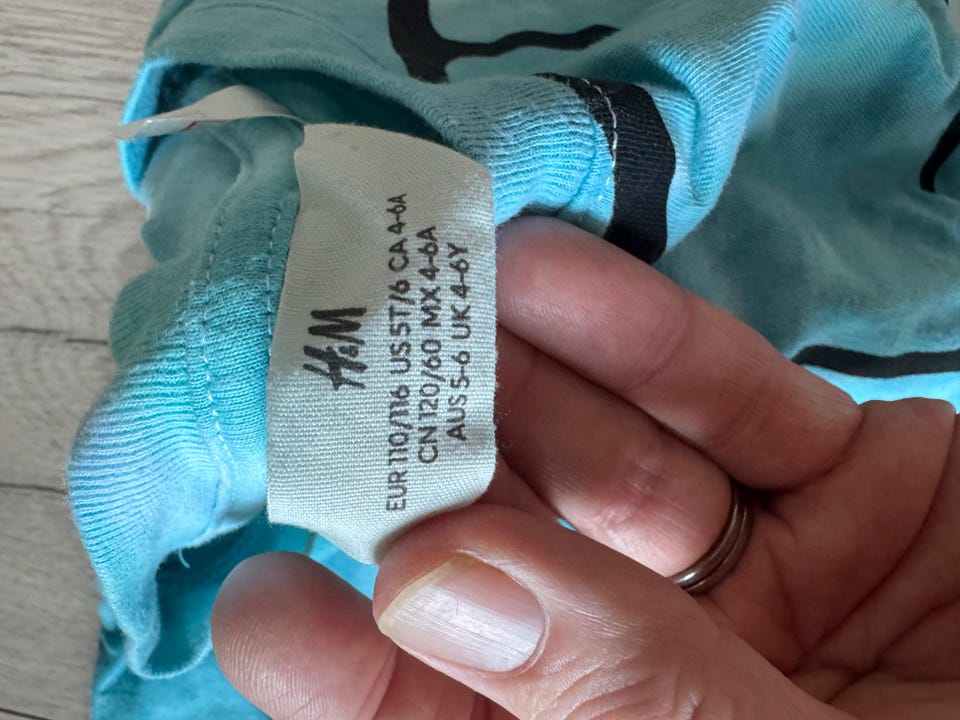 H&M
EUR 110/116 US 5T/6 CA 4-6A
CN 120/60 MX 4-6A
AUS 5-6 UK 4-6Y